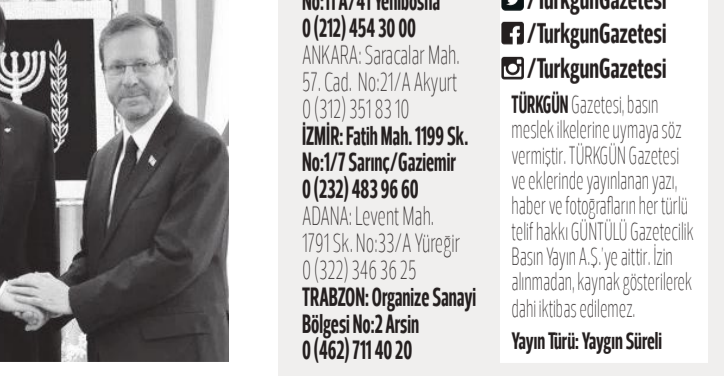 No:11 A/41 Yenibosna
0 (212) 454 30 00
ANKARA: Saracalar Mah.
57. Cad. No:21/A Akyurt
0 (312) 351 83 10
İZMİR: Fatih Mah. 1199 Sk.
No:1/7 Sarınç/Gaziemir
0 (232) 483 96 60
ADANA: Levent Mah.
1791 Sk. No:33/A Yüreğir
0 (322) 346 36 25
TRABZON: Organize Sanayi
Bölgesi No:2 Arsin
0 (462) 711 40 20
/TurkgunGazetesi
/TurkgunGazetesi
/TurkgunGazetesi
TÜRKGÜN Gazetesi, basın
meslek ilkelerine uymaya söz
vermiştir. TÜRKGÜN Gazetesi
ve eklerinde yayınlanan yazı,
haber ve fotoğrafların her türlü
telif hakkı GÜNTÜLÜ Gazetecilik
Basın Yayın A.Ş.'ye aittir. İzin
alınmadan, kaynak gösterilerek
dahi iktibas edilemez.
Yayın Türü: Yaygın Süreli